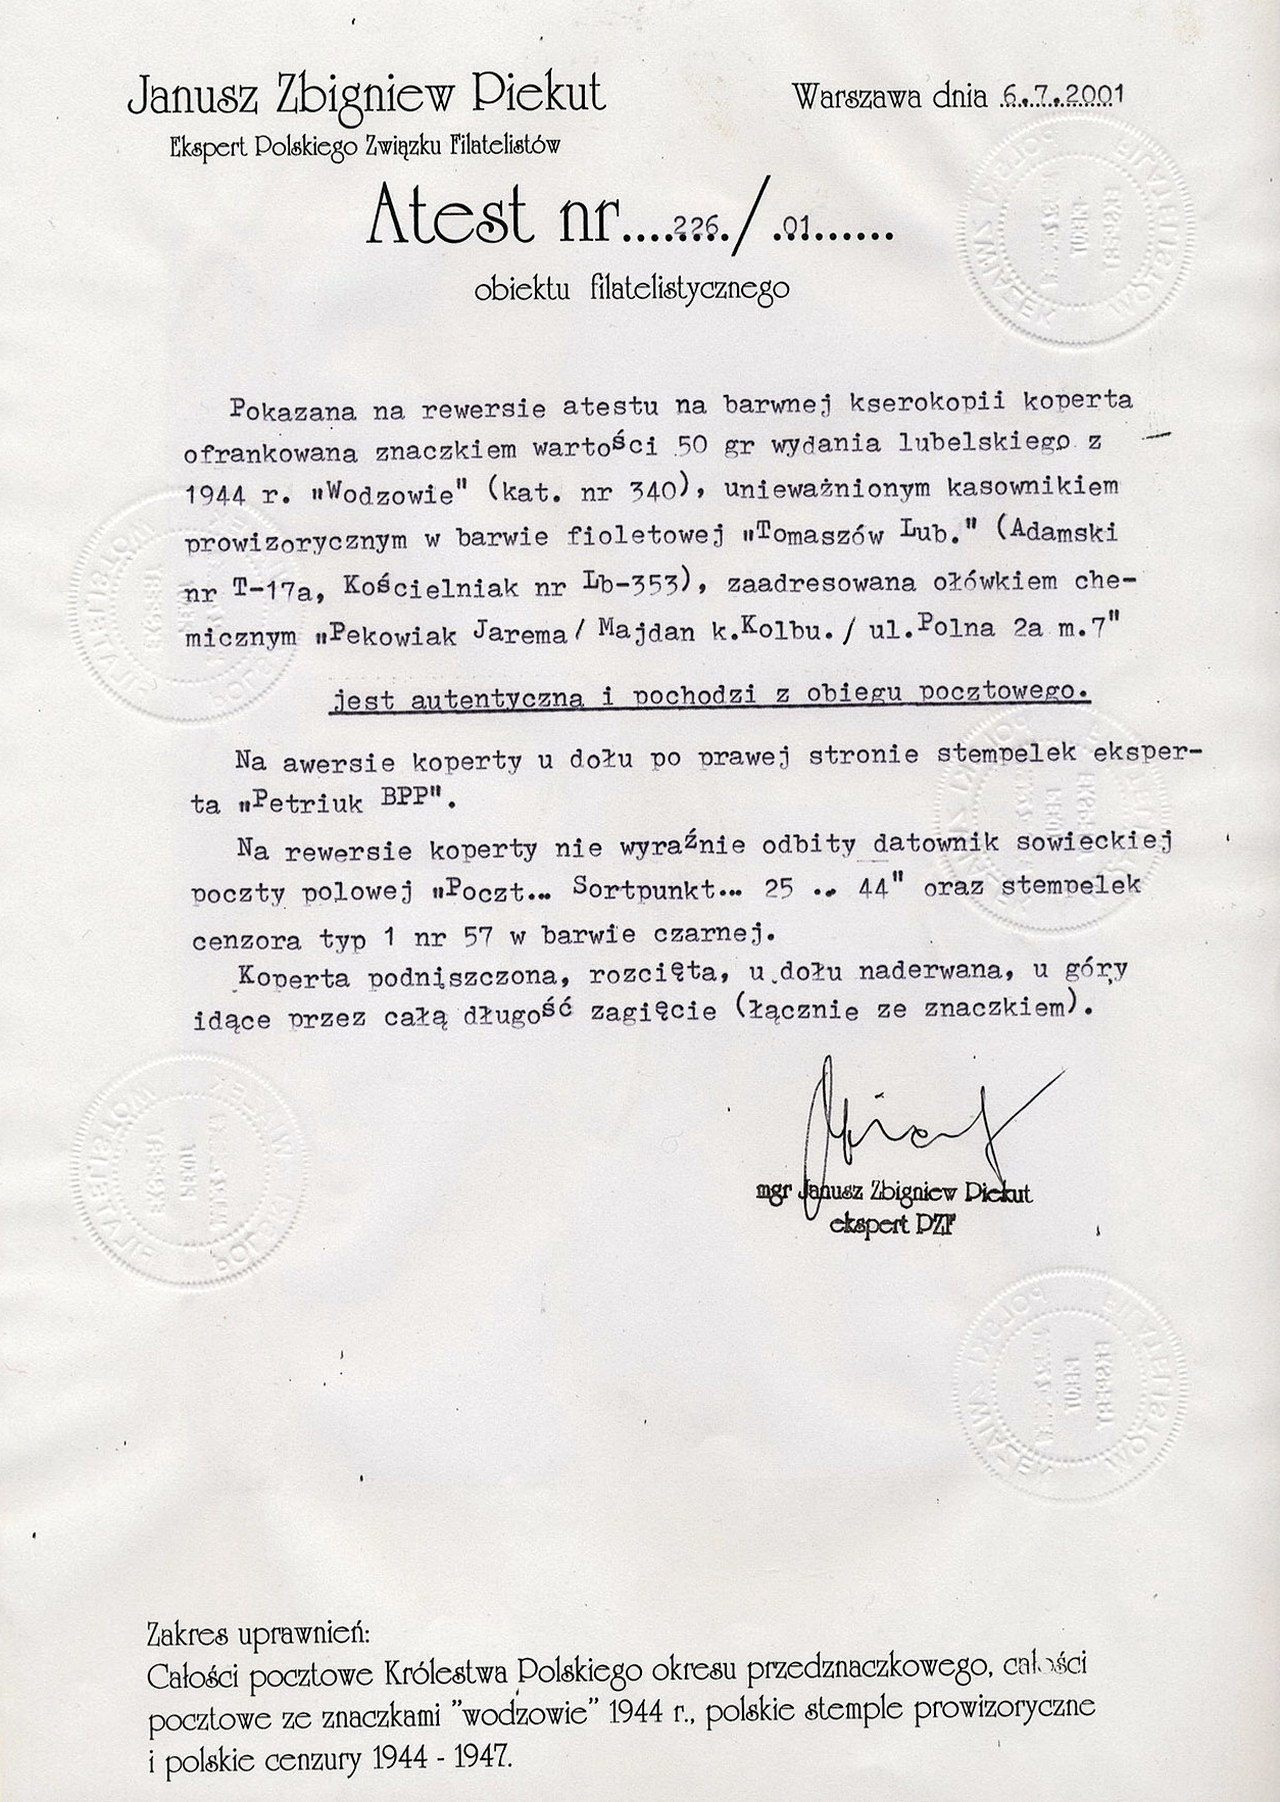 Janusz Zbigniew Piekut
Warszawa dnia 6.7.2001
Ekspert Polskiego Związku Filatelistów
Atest nr....226./.01......
obiektu filatelistycznego
Pokazana na rewersie atestu na barwnej kserokopii koperta
ofrankowana znaczkiem wartości 50 gr wydania lubelskiego z
1944 r. "Wodzowie" (kat. nr 340), unieważnionym kasownikiem
prowizorycznym w barwie fioletowej "Tomaszów Lub." (Adamski
nr T-17a, Kościelniak nr Lb-353), zaadresowana ołówkiem che-
micznym "Pekowiak Jarema/ Majdan k.Kolbu./ ul.Polna 2a m.7"
jest autentyczna i pochodzi z obiegu pocztowego.
Na awersie koperty u dołu po prawej stronie stempelek eksper-
ta "Petriuk BPP".
Na rewersie koperty nie wyraźnie odbity datownik sowieckiej
poczty polowej "Poczt... Sortpunkt... 25 .. 44" oraz stempelek
cenzora typ 1 nr 57 w barwie czarnej.
Koperta podniszczona, rozcięta, u dołu naderwana, u góry
idące przez całą długość zagięcie (łącznie ze znaczkiem).
mgr Janusz Zbigniew Piekut
ekspert PZF
Zakres uprawnień:
Całości pocztowe Królestwa Polskiego okresu przedznaczkowego, całości
pocztowe ze znaczkami "wodzowie" 1944 r., polskie stemple prowizoryczne
i polskie cenzury 1944 - 1947.